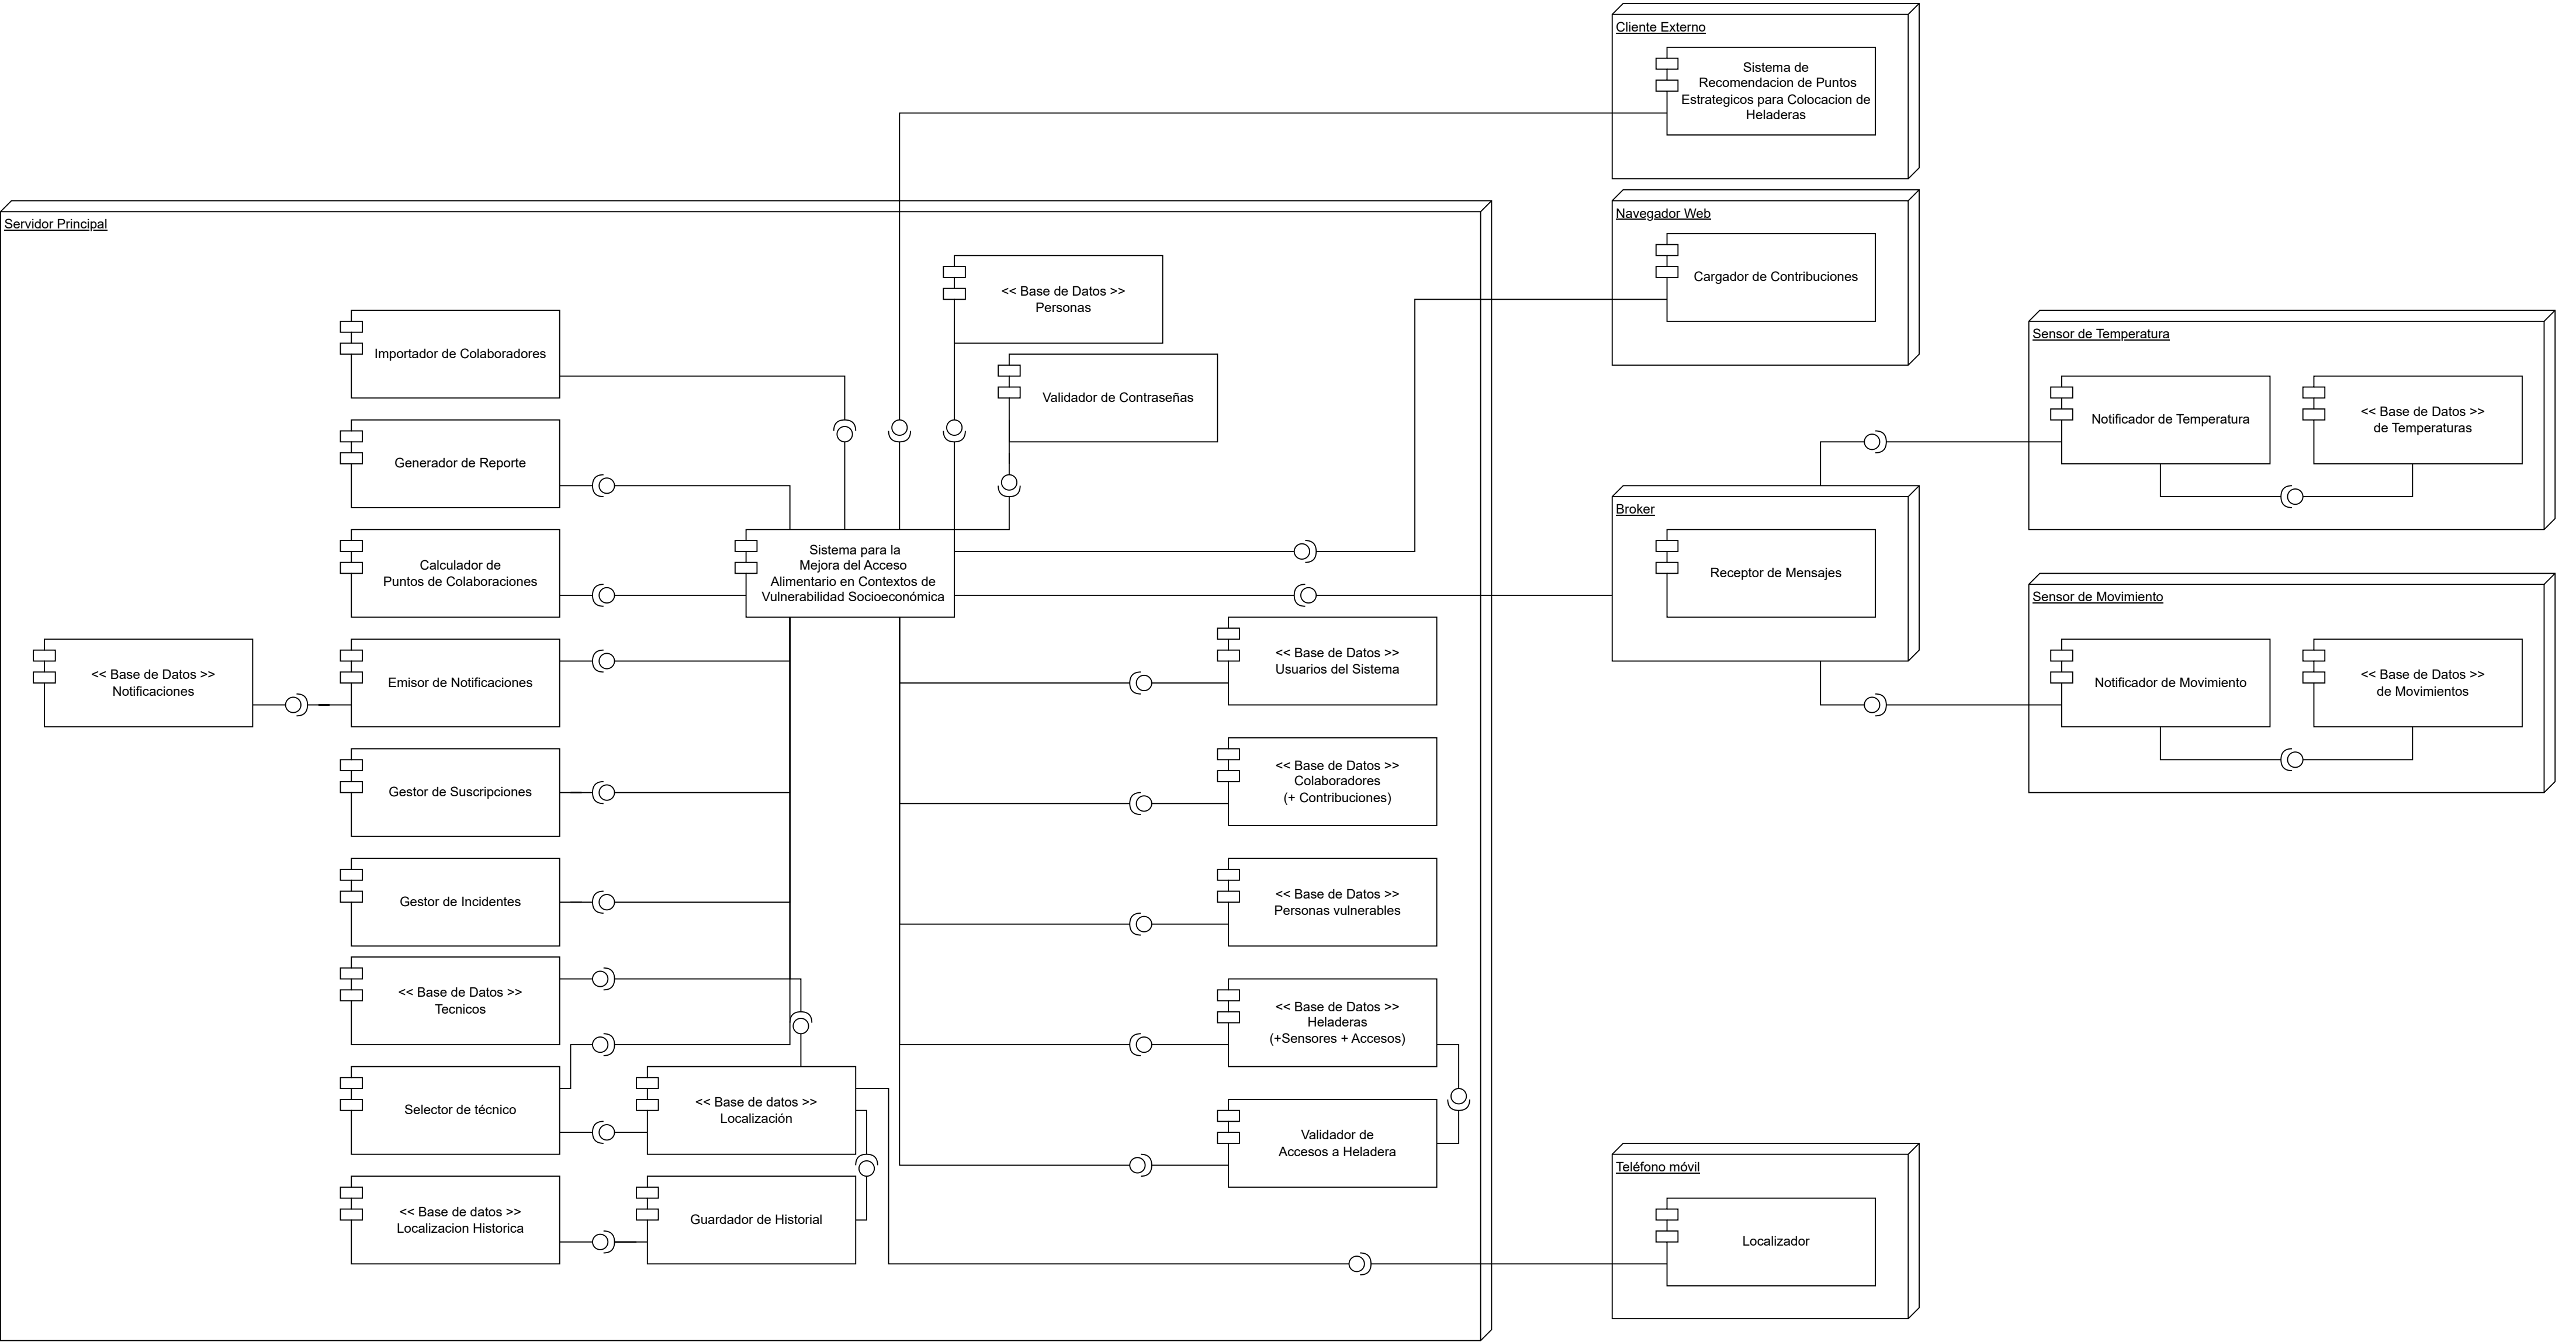 Cliente Externo
Sistema de
Recomendacion de Puntos
Estrategicos para Colocacion de
Heladeras
Servidor Principal
Navegador Web
Cargador de Contribuciones
<< Base de Datos >>
Personas
Validador de Contraseñas
Importador de Colaboradores
Generador de Reporte
Calculador de
Puntos de Colaboraciones
Sistema para la
Mejora del Acceso
Alimentario en Contextos de
Vulnerabilidad Socioeconómica
<< Base de Datos >>
Notificaciones
Emisor de Notificaciones
Gestor de Suscripciones
Gestor de Incidentes
<< Base de Datos >>
Tecnicos
Selector de técnico
<< Base de datos >>
Localización
<< Base de datos >>
Localizacion Historica
Guardador de Historial
<< Base de Datos >>
Usuarios del Sistema
<< Base de Datos >>
Colaboradores
(+ Contribuciones)
<< Base de Datos >>
Personas vulnerables
<< Base de Datos >>
Heladeras
(+Sensores + Accesos)
Validador de
Accesos a Heladera
Broker
Receptor de Mensajes
Sensor de Temperatura
Notificador de Temperatura
<< Base de Datos >>
de Temperaturas
Sensor de Movimiento
Notificador de Movimiento
<< Base de Datos >>
de Movimientos
Teléfono móvil
Localizador